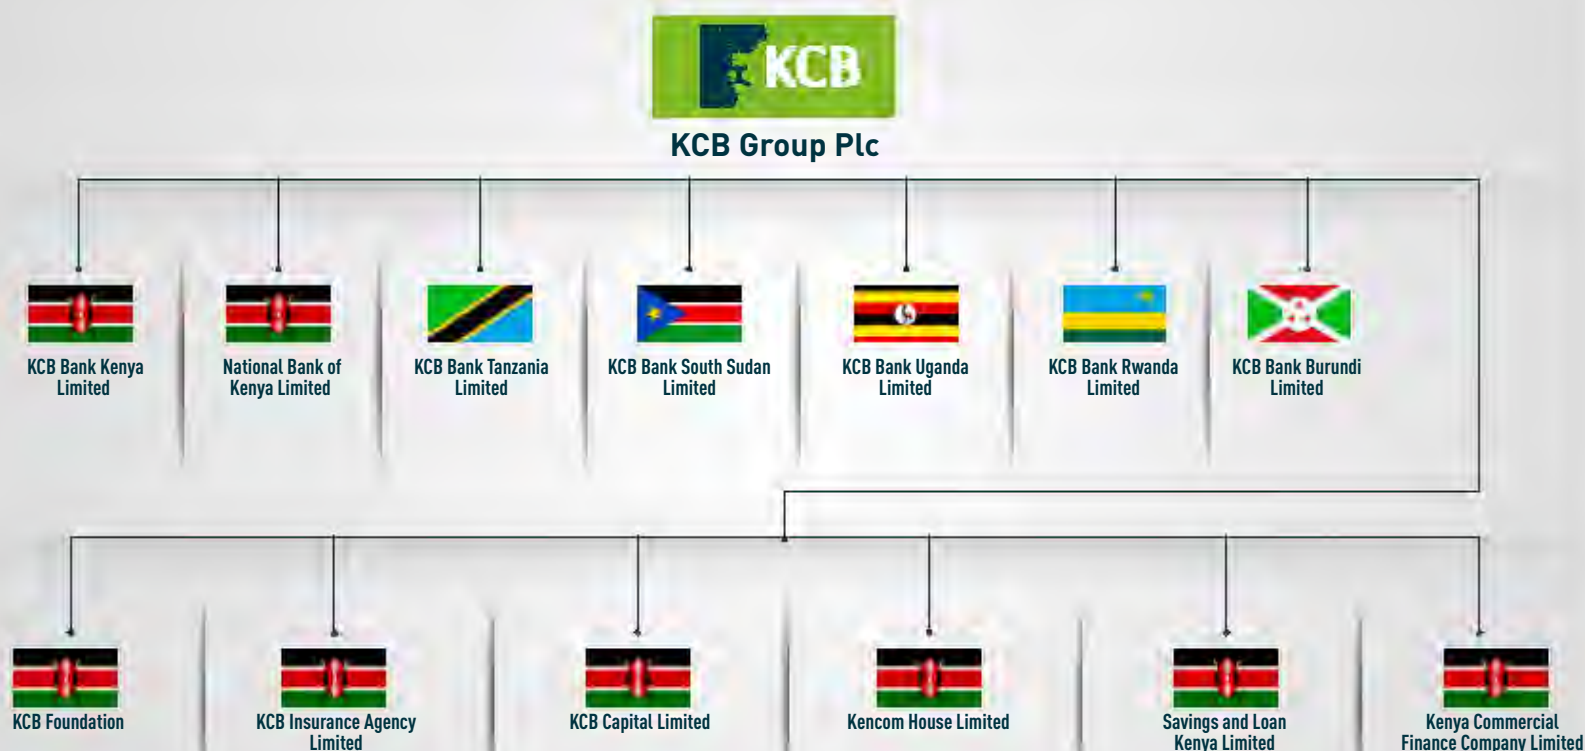 KCB
KCB Group Plc
KCB Bank Kenya
Limited
National Bank of
Kenya Limited
KCB Bank Tanzania
Limited
KCB Bank South Sudan
Limited
KCB Bank Uganda
Limited
KCB Bank Rwanda
Limited
KCB Bank Burundi
Limited
KCB Foundation
KCB Insurance Agency
Limited
KCB Capital Limited
Kencom House Limited
Savings and Loan
Kenya Limited
Kenya Commercial
Finance Company Limited